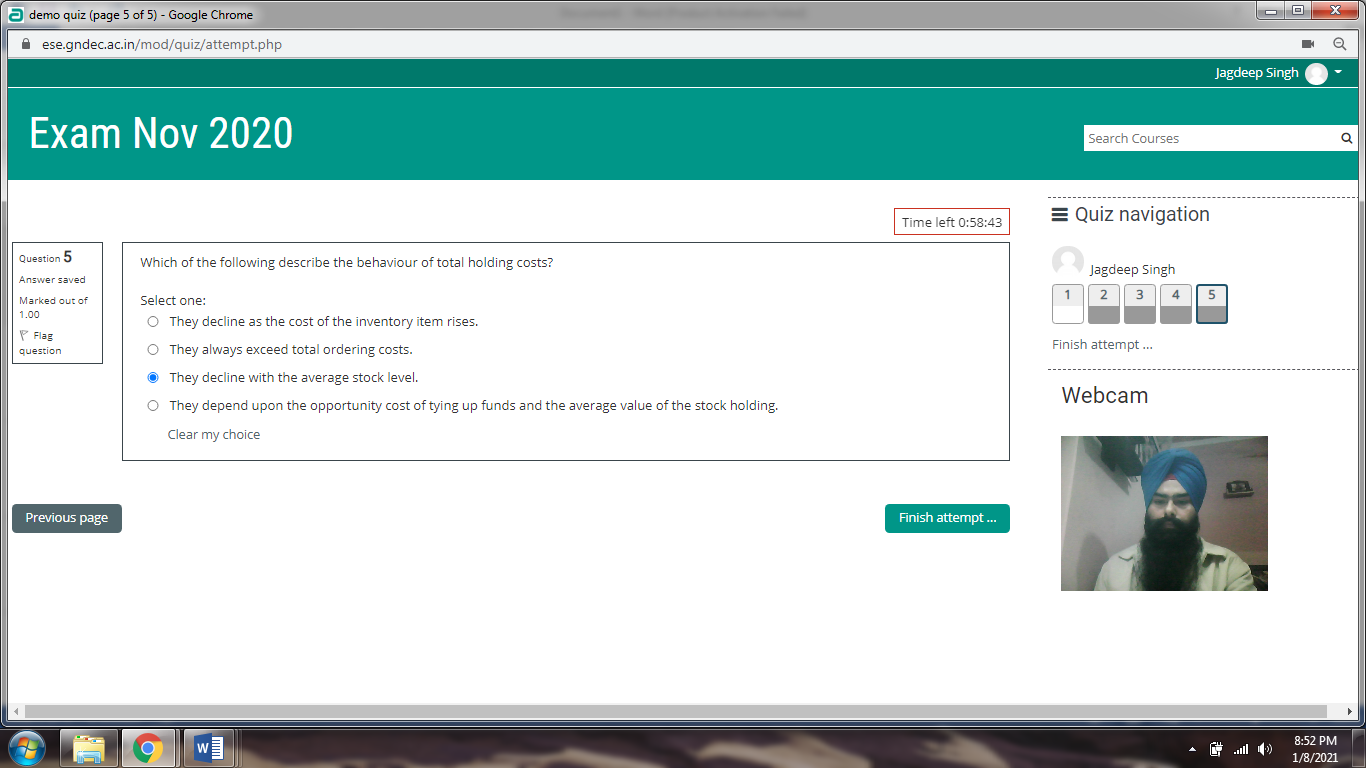 demo quiz (page 5 of 5) - Google Chrome
ese.gndec.ac.in/mod/quiz/attempt.php
Jagdeep Singh
Exam Nov 2020
Search Courses
Time left 0:58:43
Question 5
Answer saved
Marked out of
1.00
Flag
question
Which of the following describe the behaviour of total holding costs?
Select one:
They decline as the cost of the inventory item rises.
They always exceed total ordering costs.
They decline with the average stock level.
They depend upon the opportunity cost of tying up funds and the average value of the stock holding.
Clear my choice
Previous page
Finish attempt ...
Quiz navigation
Jagdeep Singh
1 2 3 4 5
Finish attempt ...
Webcam
8:52 PM
1/8/2021